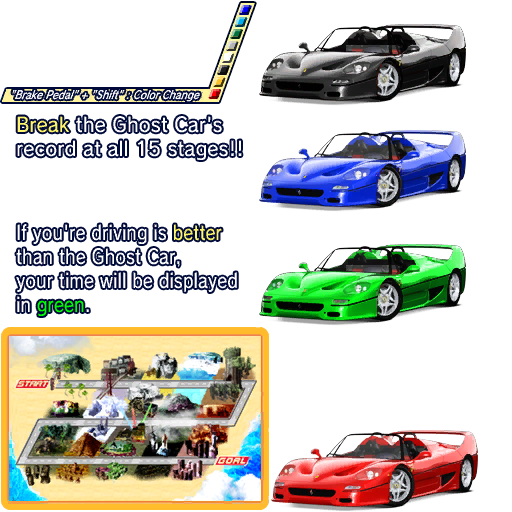 "Brake Pedal" + "Shift" : Color Change
Break the Ghost Car's
record at all 15 stages!!
If you're driving is better
than the Ghost Car,
your time will be displayed
in green.
START
GOAL